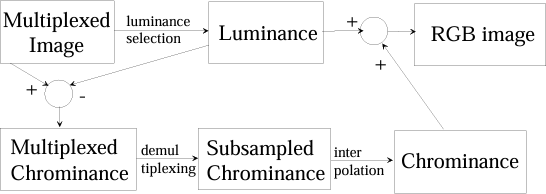 Multiplexed
Image
luminance
selection
Luminance
+
RGB image
+
+
-
Multiplexed
Chrominance
demul
tiplexing
Subsampled
Chrominance
inter
polation
Chrominance